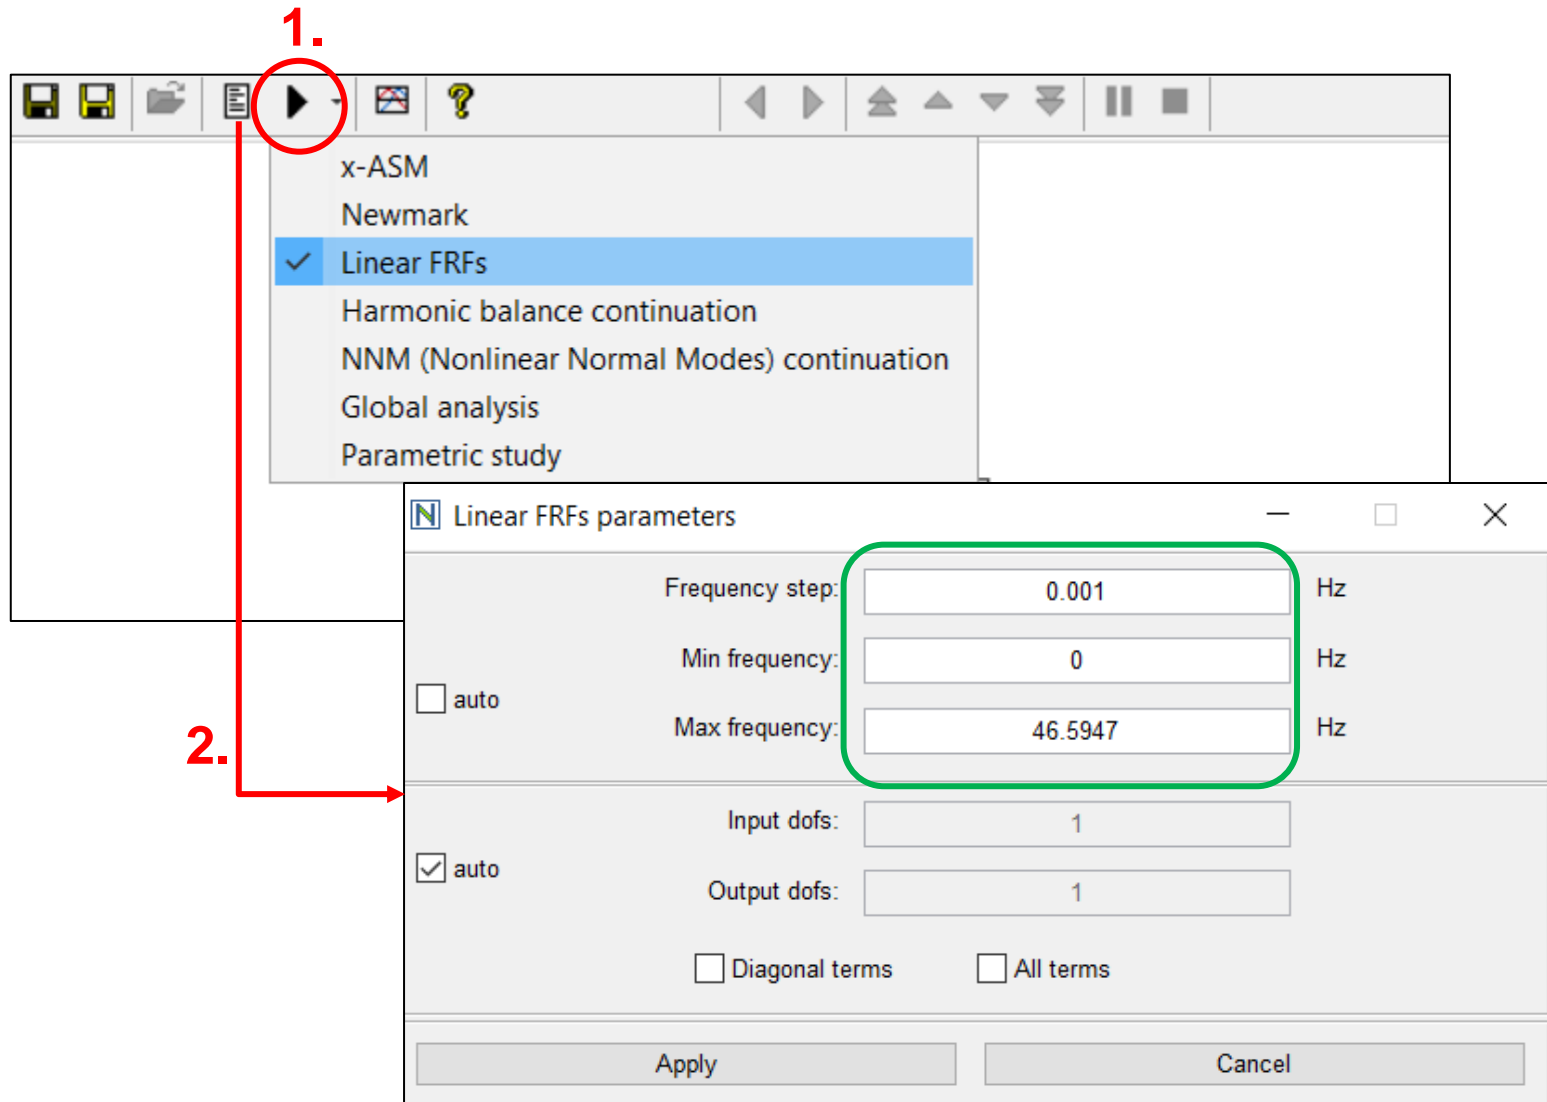 1.
x-ASM
Newmark
Linear FRFs
Harmonic balance continuation
NNM (Nonlinear Normal Modes) continuation
Global analysis
Parametric study
2.
Linear FRFs parameters
Frequency step: 0.001 Hz
Min frequency: 0 Hz
auto
Max frequency: 46.5947 Hz
Input dofs: 1
auto
Output dofs: 1
Diagonal terms All terms
Apply Cancel